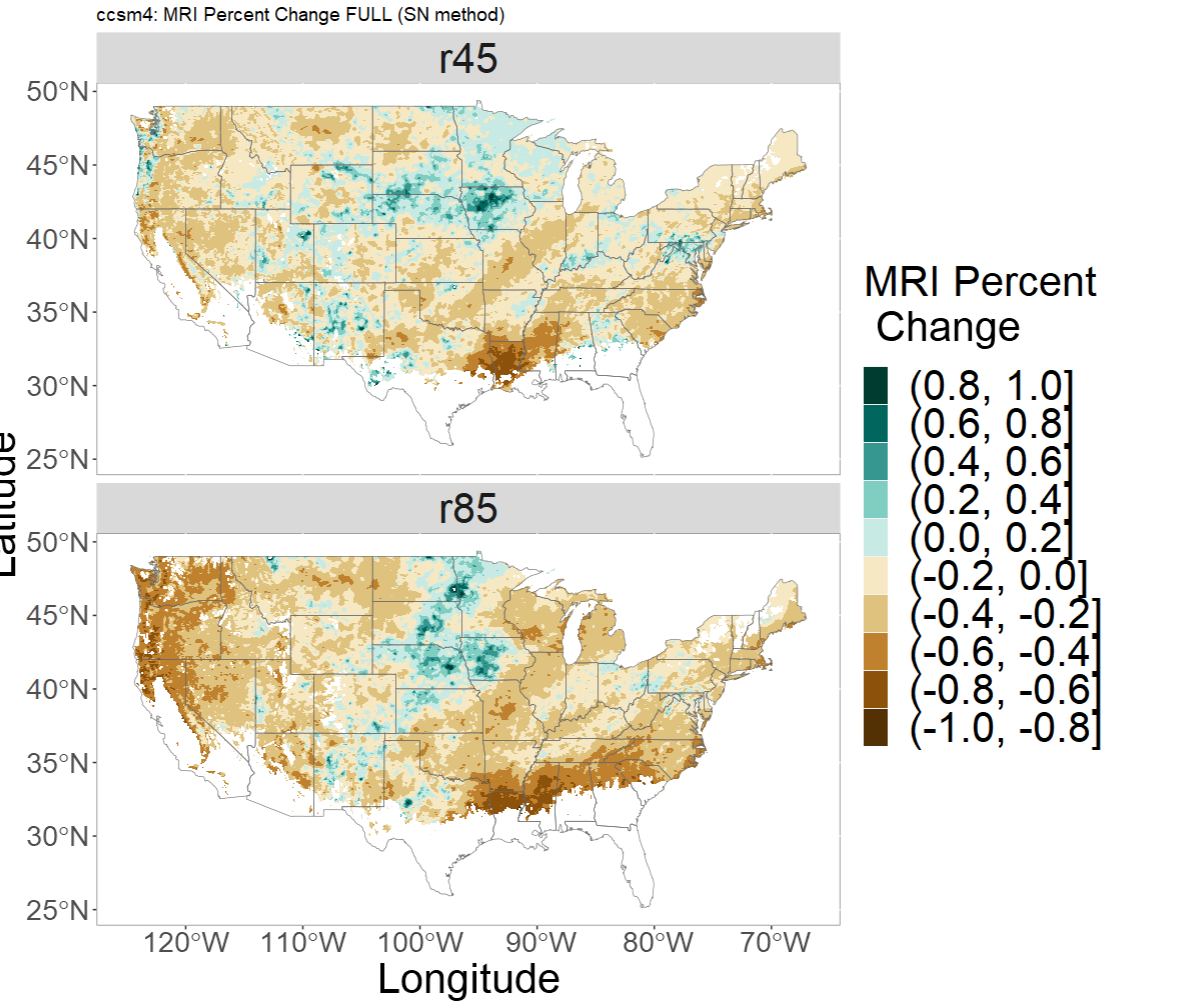 ccsm4: MRI Percent Change FULL (SN method)
r45
50°N
45°N
40°N
35°N
30°N
25°N
Latitude
r85
50°N
45°N
40°N
35°N
30°N
25°N
120°W 110°W 100°W 90°W 80°W 70°W
Longitude
MRI Percent
Change
(0.8, 1.0]
(0.6, 0.8]
(0.4, 0.6]
(0.2, 0.4]
(0.0, 0.2]
(-0.2, 0.0]
(-0.4, -0.2]
(-0.6, -0.4]
(-0.8, -0.6]
(-1.0, -0.8]